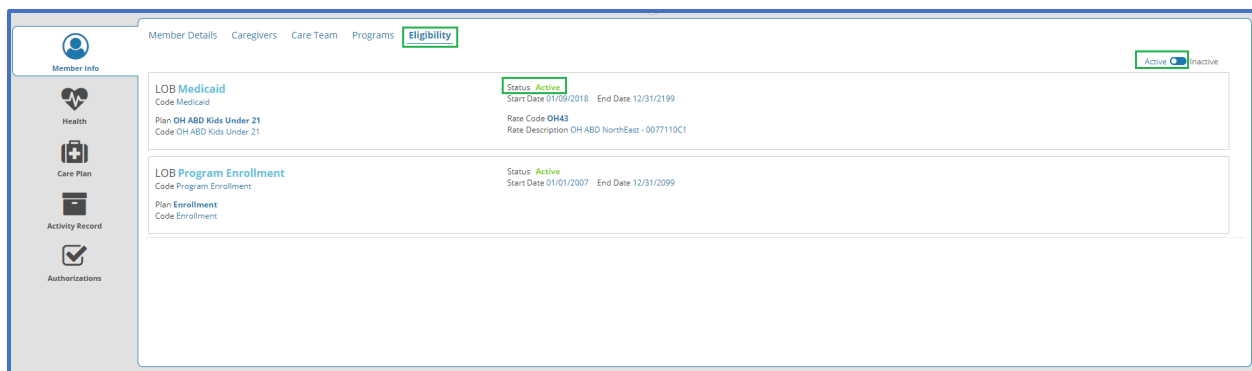 Member Details Caregivers Care Team Programs Eligibility
Active Inactive
Member Info
Health
Care Plan
Activity Record
Authorizations
LOB Medicaid
Code Medicaid
Plan OH ABD Kids Under 21
Code OH ABD Kids Under 21
Status Active
Start Date 01/09/2018 End Date 12/31/2199
Rate Code OH43
Rate Description OH ABD NorthEast - 0077110C1
LOB Program Enrollment
Code Program Enrollment
Plan Enrollment
Code Enrollment
Status Active
Start Date 01/01/2007 End Date 12/31/2099